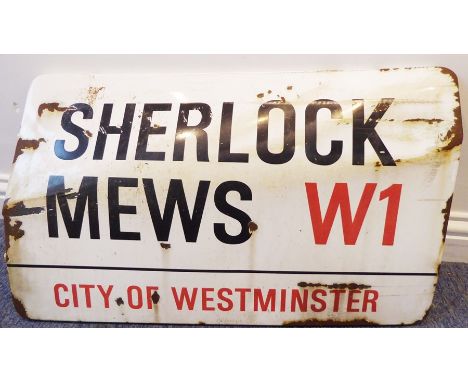 SHERLOCK
MEWS W1
CITY OF WESTMINSTER